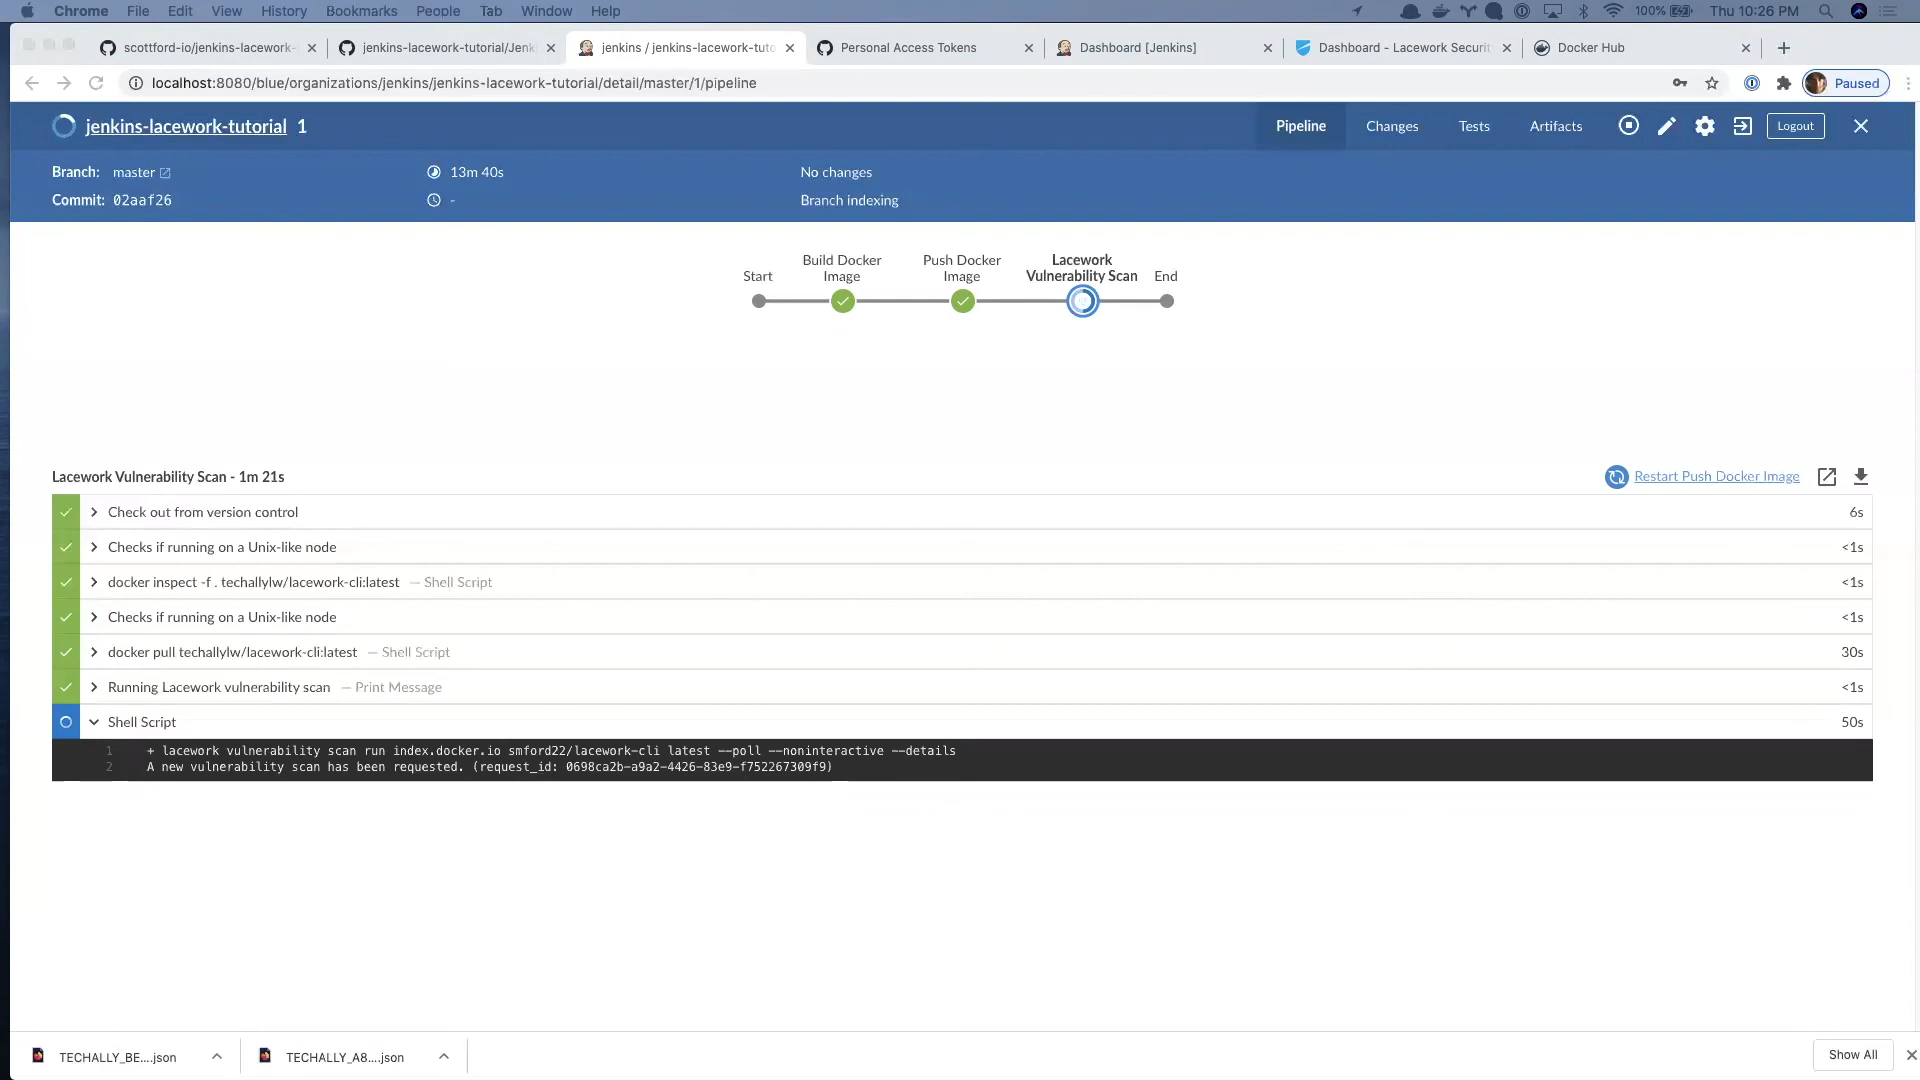 Chrome File Edit View History Bookmarks People Tab Window Help 100% Thu 10:26 PM
scottford-io/jenkins-lacework- jenkins-lacework-tutorial/Jenk jenkins / jenkins-lacework-tuto Personal Access Tokens Dashboard [Jenkins] Dashboard - Lacework Securit Docker Hub
localhost:8080/blue/organizations/jenkins/jenkins-lacework-tutorial/detail/master/1/pipeline Paused
jenkins-lacework-tutorial 1 Pipeline Changes Tests Artifacts Logout
Branch: master 13m 40s No changes
Commit: 02aaf26 - Branch indexing
Start Build Docker Image Push Docker Image Lacework Vulnerability Scan End
Lacework Vulnerability Scan - 1m 21s Restart Push Docker Image
Check out from version control 6s
Checks if running on a Unix-like node <1s
docker inspect -f . techallylw/lacework-cli:latest — Shell Script <1s
Checks if running on a Unix-like node <1s
docker pull techallylw/lacework-cli:latest — Shell Script 30s
Running Lacework vulnerability scan — Print Message <1s
Shell Script 50s
1 + lacework vulnerability scan run index.docker.io smford22/lacework-cli latest --poll --noninteractive --details
2 A new vulnerability scan has been requested. (request_id: 0698ca2b-a9a2-4426-83e9-f752267309f9)
TECHALLY_BE....json TECHALLY_A8....json Show All